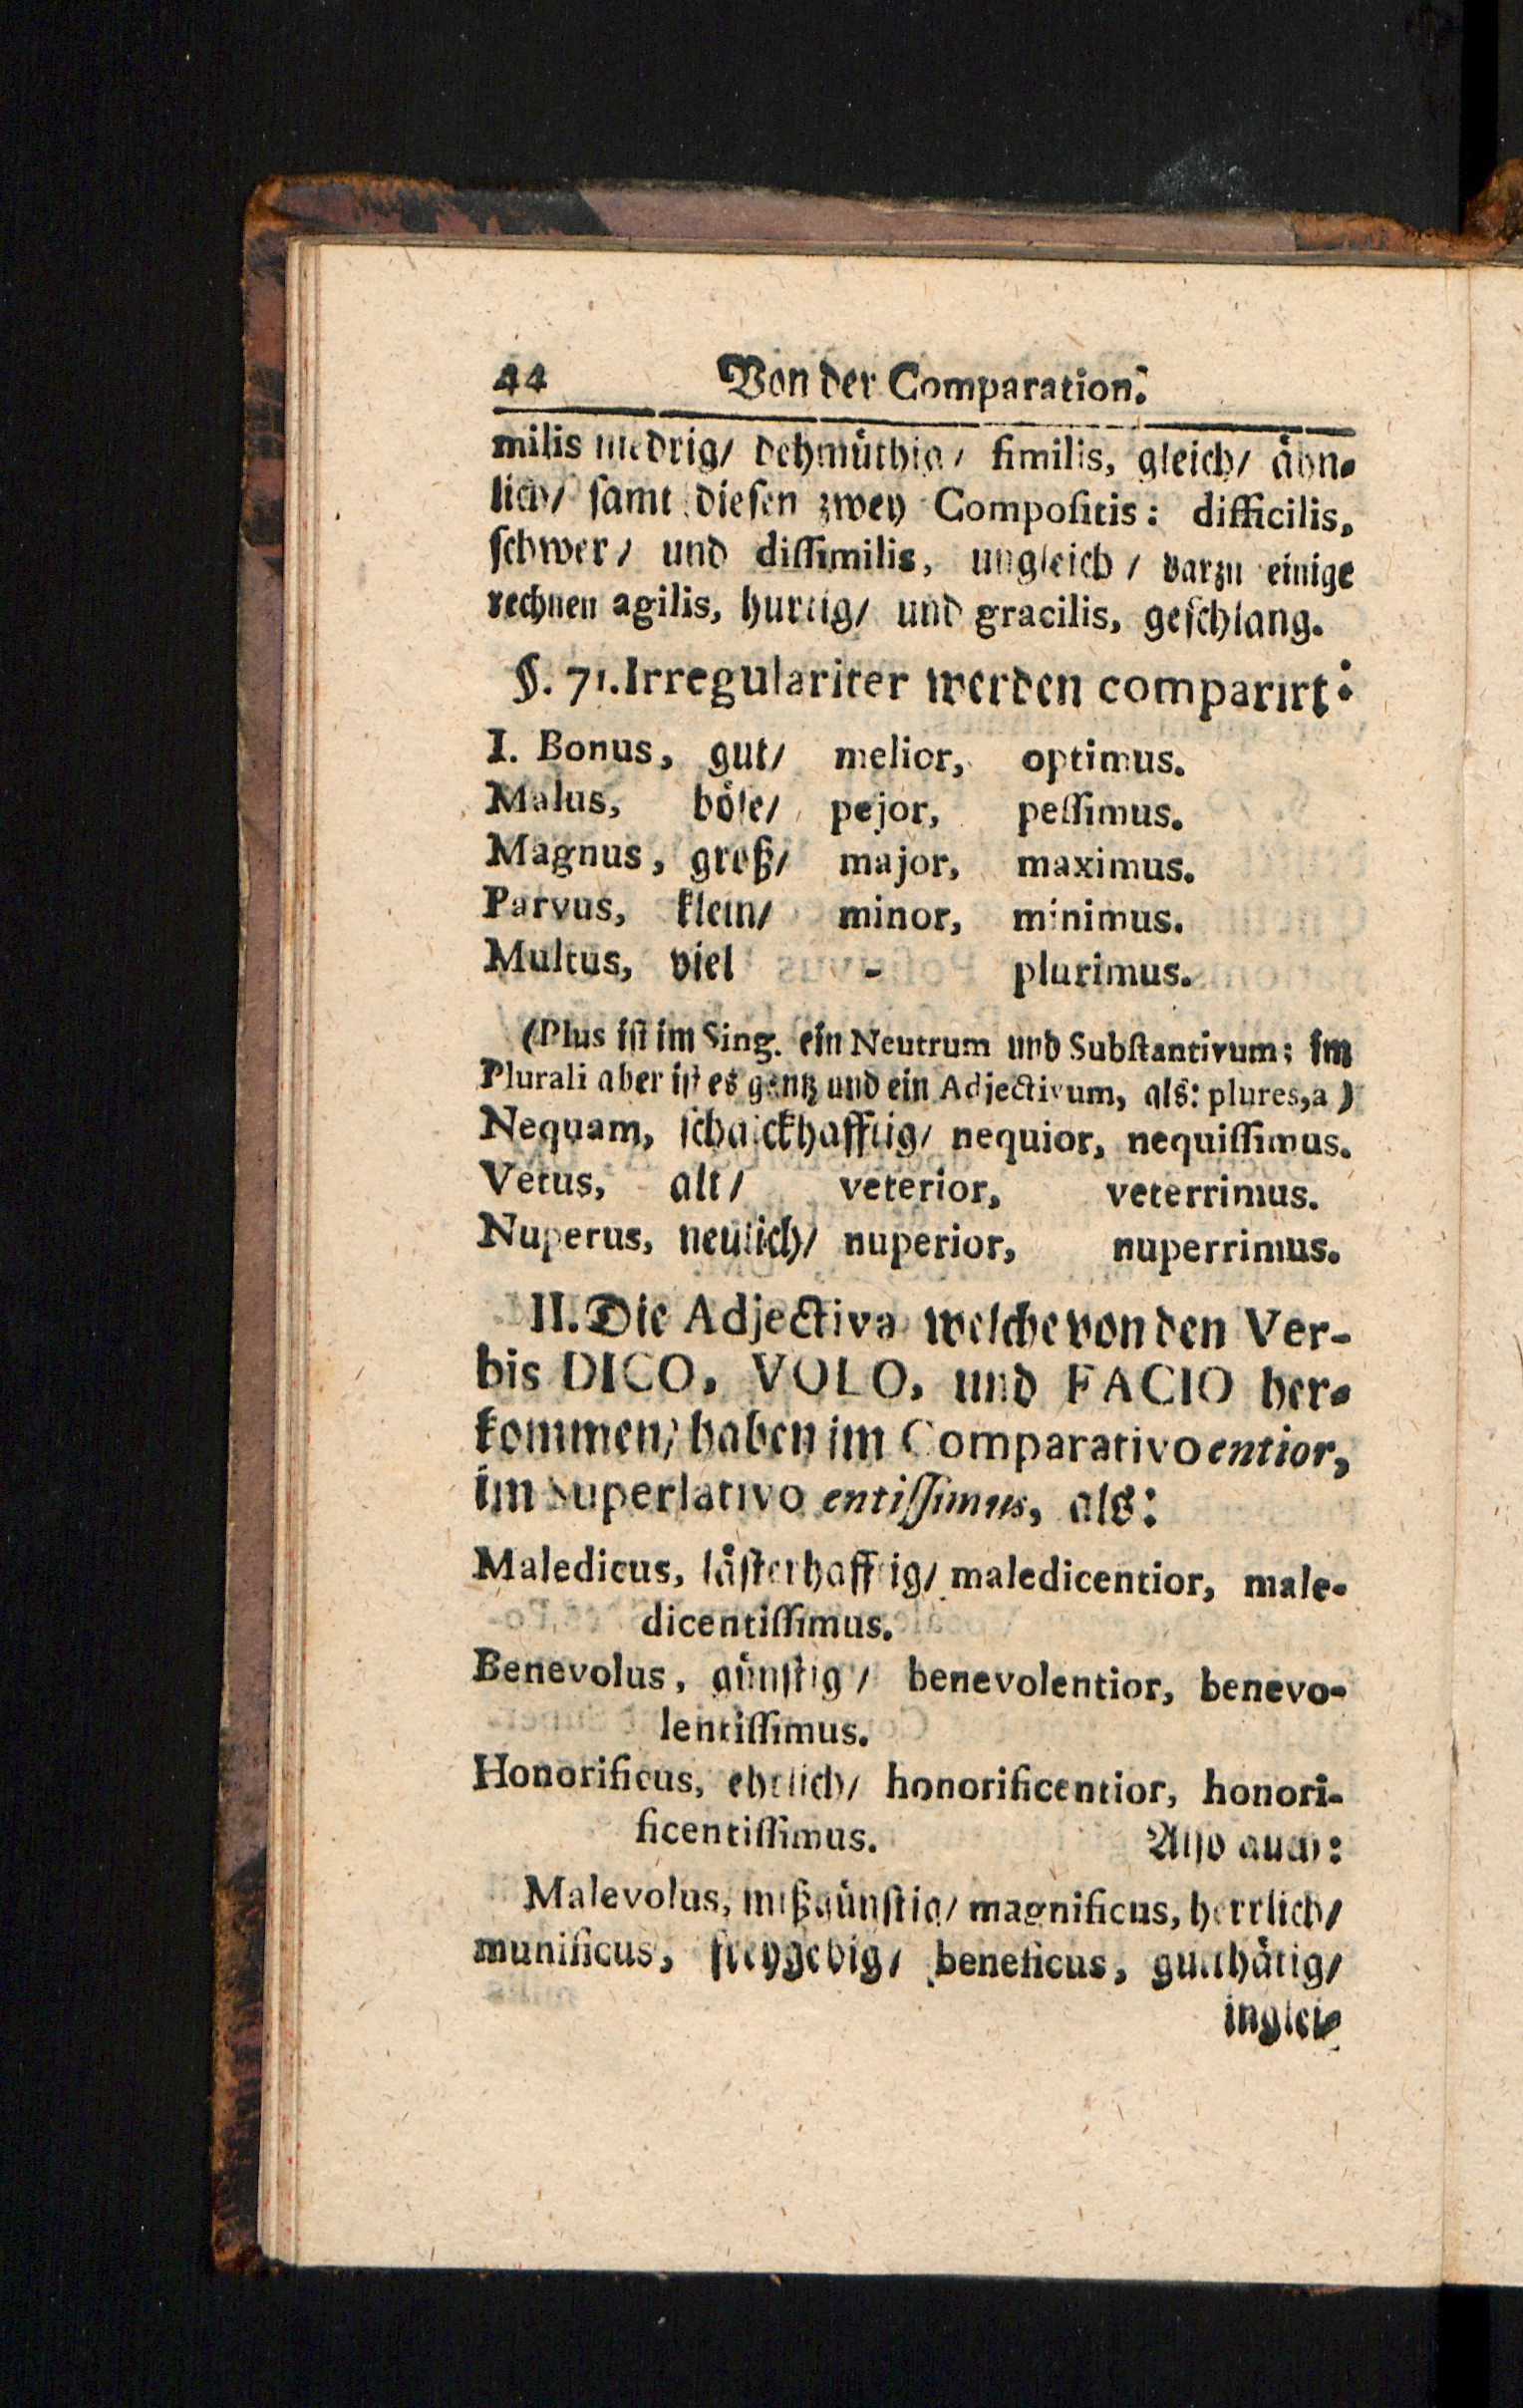 44 Von der Comparation.
milis niedrig/ dehmüthig/ similis, gleich/ ähn-
lich/ samt diesen zwey Compositis: difficilis,
schwer/ und dissimilis, ungleich/ darzu einige
rechnen agilis, hurtig/ und gracilis, geschlang.
§. 71. Irregulariter werden comparirt:
I. Bonus, gut/ melior, optimus.
Malus, böse/ pejor, pessimus.
Magnus, groß/ major, maximus.
Parvus, klein/ minor, minimus.
Multus, viel - plurimus.
(Plus ist im Sing. ein Neutrum und Substantivum; im
Plurali aber ist es gantz und ein Adjectivum, als: plures,a)
Nequam, schalckhafftig/ nequior, nequissimus.
Vetus, alt/ veterior, veterrimus.
Nuperus, neulich/ nuperior, nuperrimus.
II. Die Adjectiva welche von den Ver-
bis DICO, VOLO, und FACIO her-
kommen/ haben im Comparativo entior,
im Superlativo entissimus, als:
Maledicus, lästerhafftig/ maledicentior, male-
dicentissimus.
Benevolus, günstig/ benevolentior, benevo-
lentissimus.
Honorificus, ehrlich/ honorificentior, honori-
ficentissimus. Also auch:
Malevolus, mißgünstig/ magnificus, herrlich/
munificus, freygebig/ beneficus, gutthätig/
inglei-